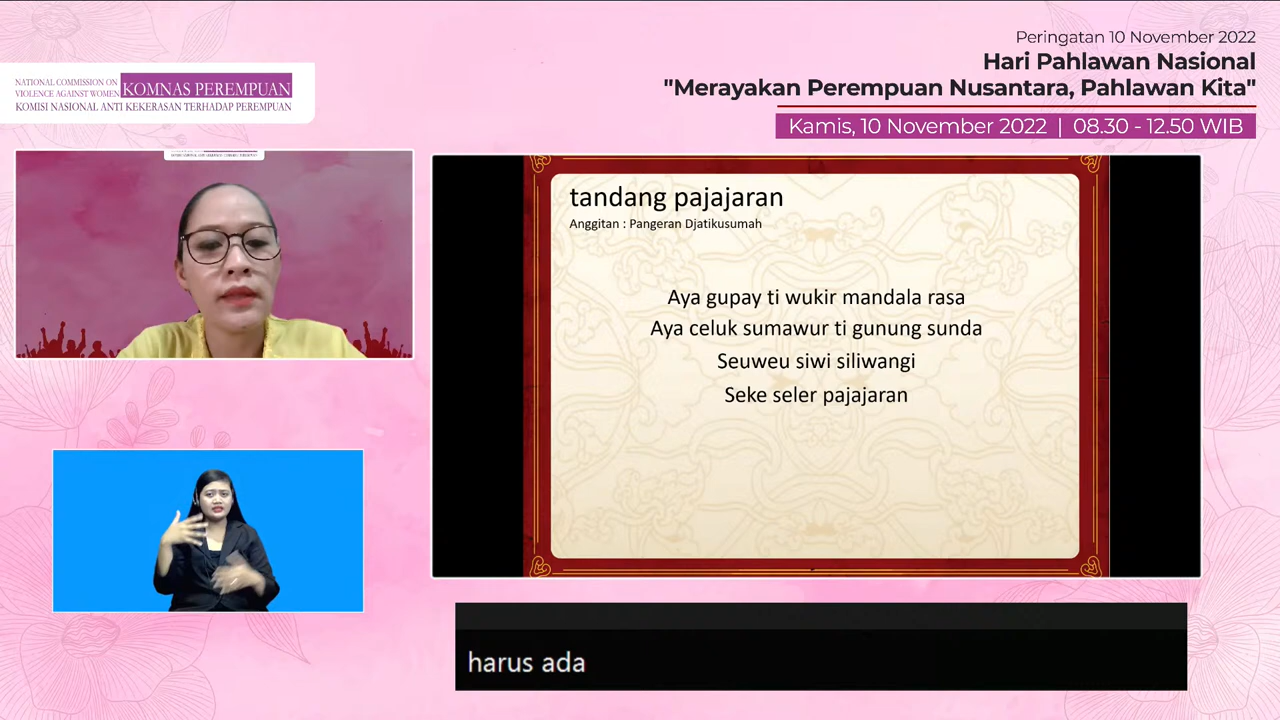 Peringatan 10 November 2022
Hari Pahlawan Nasional
"Merayakan Perempuan Nusantara, Pahlawan Kita"
Kamis, 10 November 2022 | 08.30 - 12.50 WIB
NATIONAL COMMISSION ON
VIOLENCE AGAINST WOMEN
KOMNAS PEREMPUAN
KOMISI NASIONAL ANTI KEKERASAN TERHADAP PEREMPUAN
tandang pajajaran
Anggitan : Pangeran Djatikusumah
Aya gupay ti wukir mandala rasa
Aya celuk sumawur ti gunung sunda
Seuweu siwi siliwangi
Seke seler pajajaran
harus ada